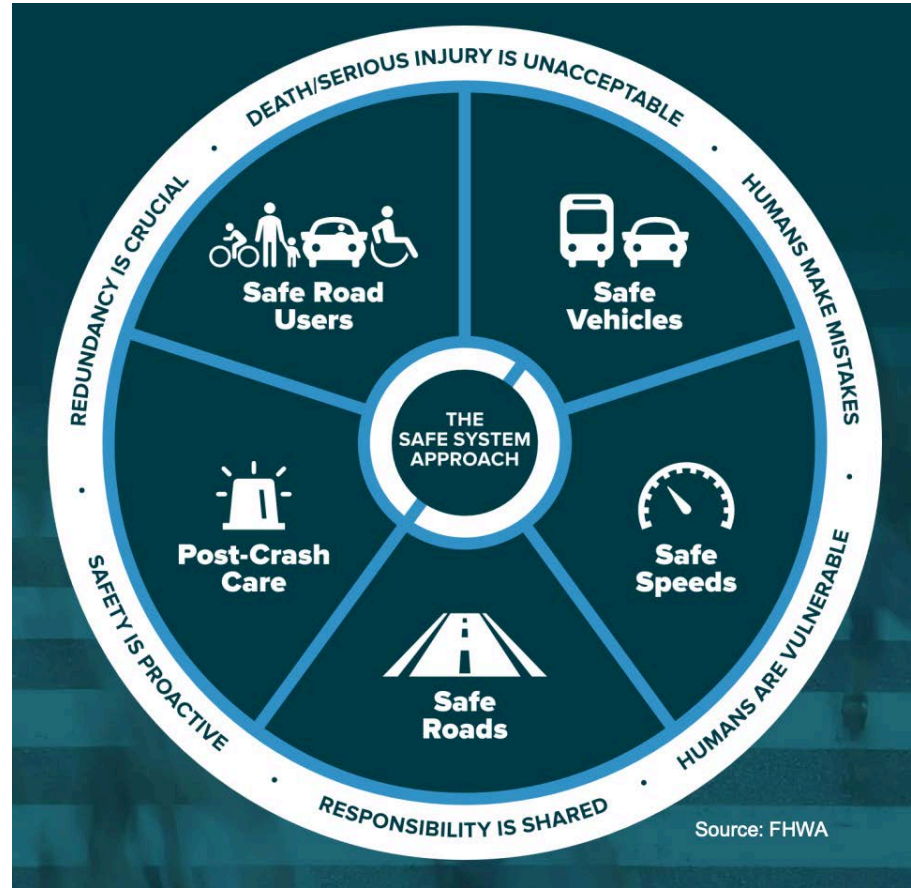 DEATH/SERIOUS INJURY IS UNACCEPTABLE
HUMANS MAKE MISTAKES
HUMANS ARE VULNERABLE
RESPONSIBILITY IS SHARED
SAFETY IS PROACTIVE
REDUNDANCY IS CRUCIAL
Safe Road
Users
Safe
Vehicles
Safe
Speeds
Safe
Roads
Post-Crash
Care
THE
SAFE SYSTEM
APPROACH
Source: FHWA